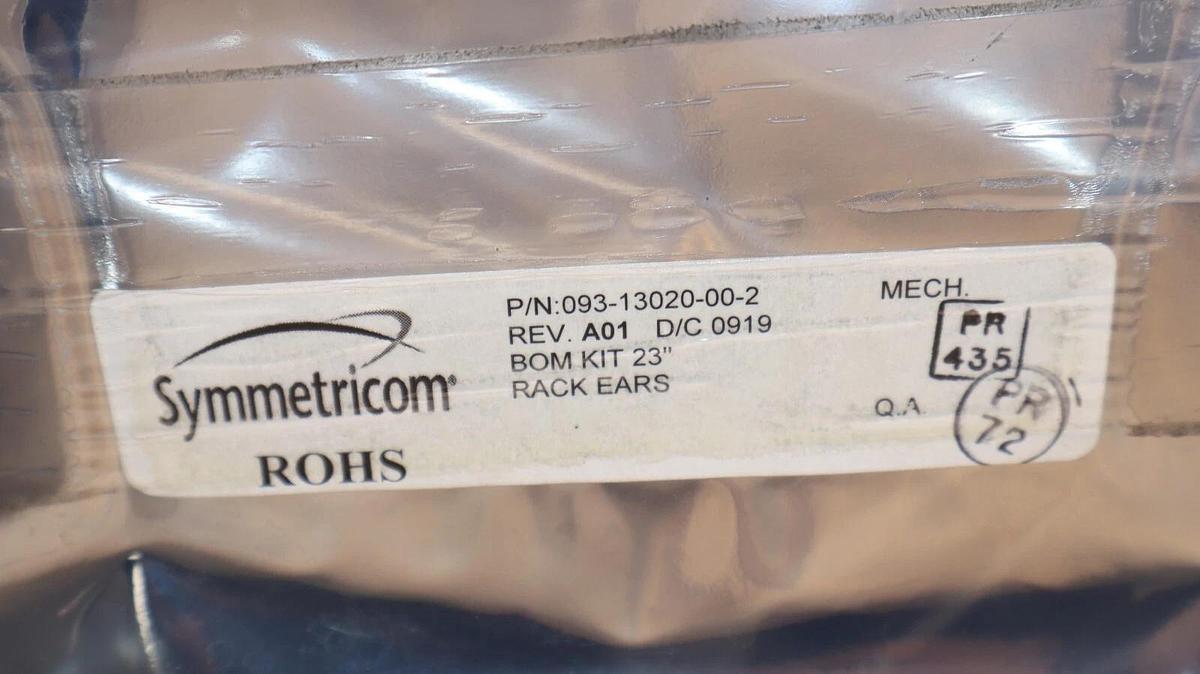 Symmetricom®
ROHS
P/N:093-13020-00-2
REV. A01 D/C 0919
BOM KIT 23"
RACK EARS
MECH.
PR
435
Q.A.
PR
72